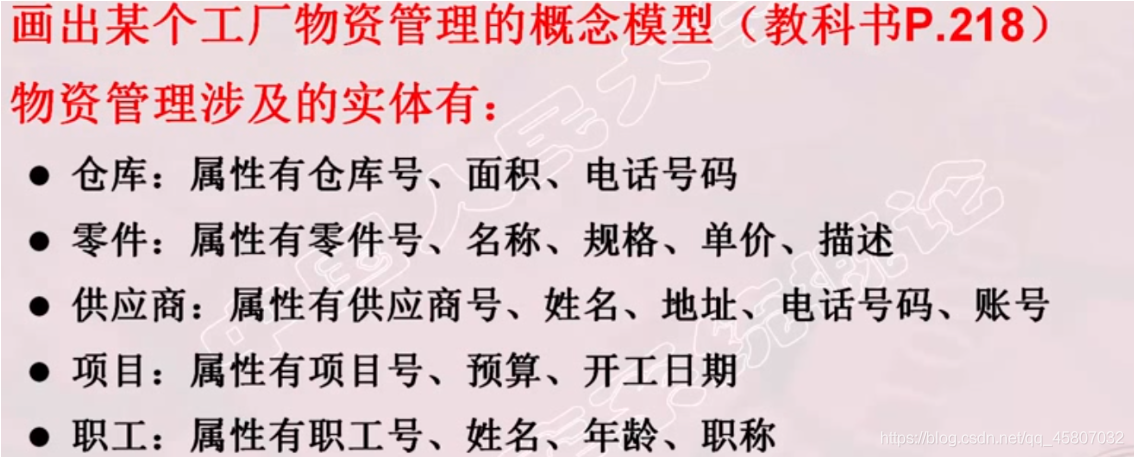 画出某个工厂物资管理的概念模型（教科书P.218）
物资管理涉及的实体有：
● 仓库：属性有仓库号、面积、电话号码
● 零件：属性有零件号、名称、规格、单价、描述
● 供应商：属性有供应商号、姓名、地址、电话号码、账号
● 项目：属性有项目号、预算、开工日期
● 职工：属性有职工号、姓名、年龄、职称
https://blog.csdn.net/qq_45807032